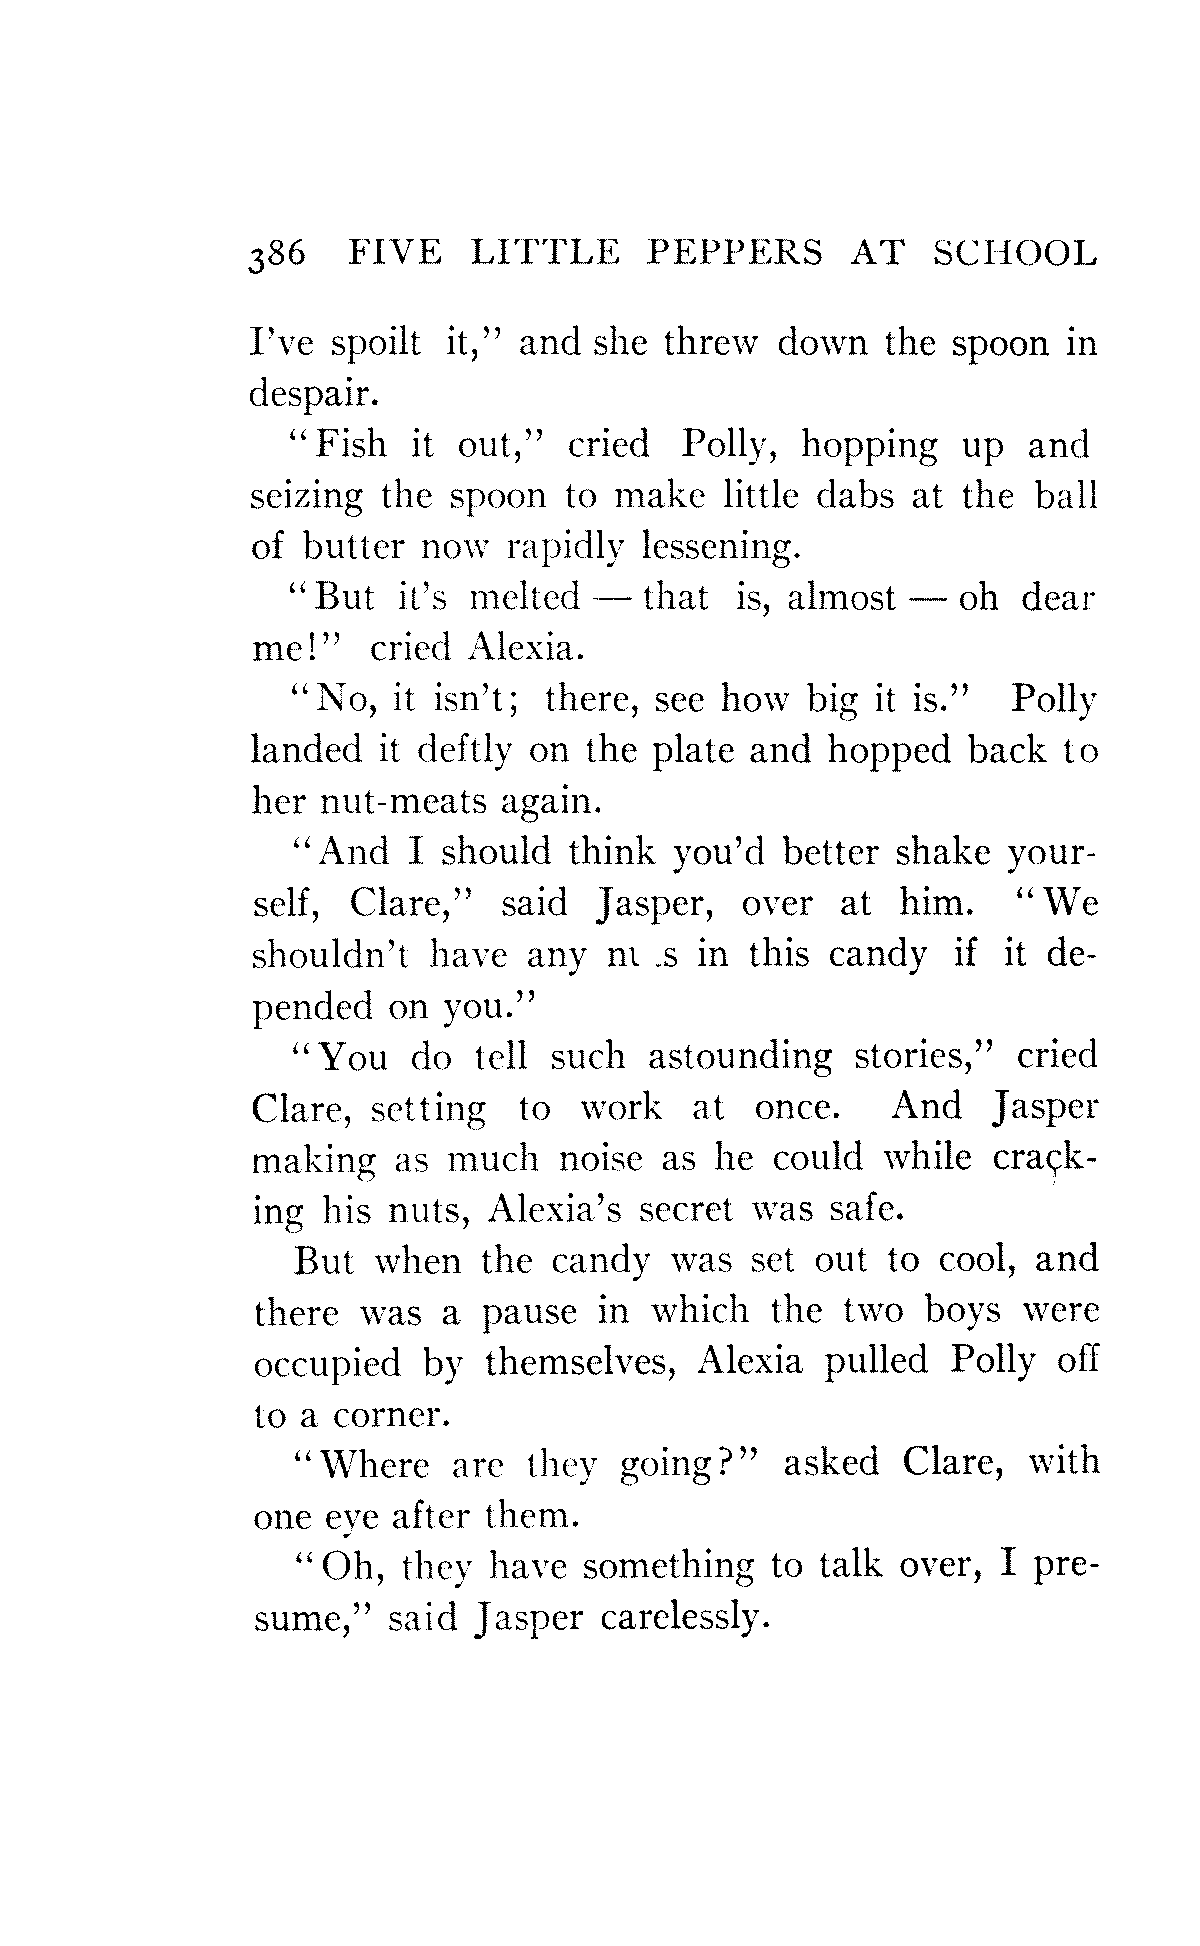 386 FIVE LITTLE PEPPERS AT SCHOOL
I've spoilt it," and she threw down the spoon in
despair.
"Fish it out," cried Polly, hopping up and
seizing the spoon to make little dabs at the ball
of butter now rapidly lessening.
"But it's melted — that is, almost — oh dear
me!" cried Alexia.
"No, it isn't; there, see how big it is." Polly
landed it deftly on the plate and hopped back to
her nut-meats again.
"And I should think you'd better shake your-
self, Clare," said Jasper, over at him. "We
shouldn't have any in this candy if it de-
pended on you."
"You do tell such astounding stories," cried
Clare, setting to work at once. And Jasper
making as much noise as he could while crack-
ing his nuts, Alexia's secret was safe.
But when the candy was set out to cool, and
there was a pause in which the two boys were
occupied by themselves, Alexia pulled Polly off
to a corner.
"Where are they going?" asked Clare, with
one eye after them.
"Oh, they have something to talk over, I pre-
sume," said Jasper carelessly.